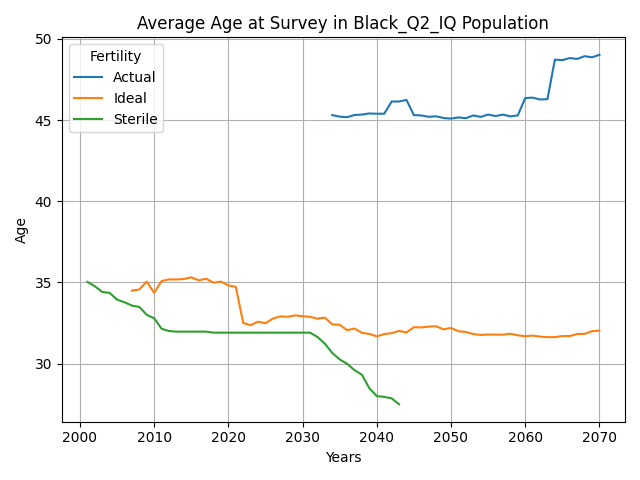 Average Age at Survey in Black_Q2_IQ Population
Fertility
Actual
Ideal
Sterile
Age
50
45
40
35
30
2000
2010
2020
2030
2040
2050
2060
2070
Years